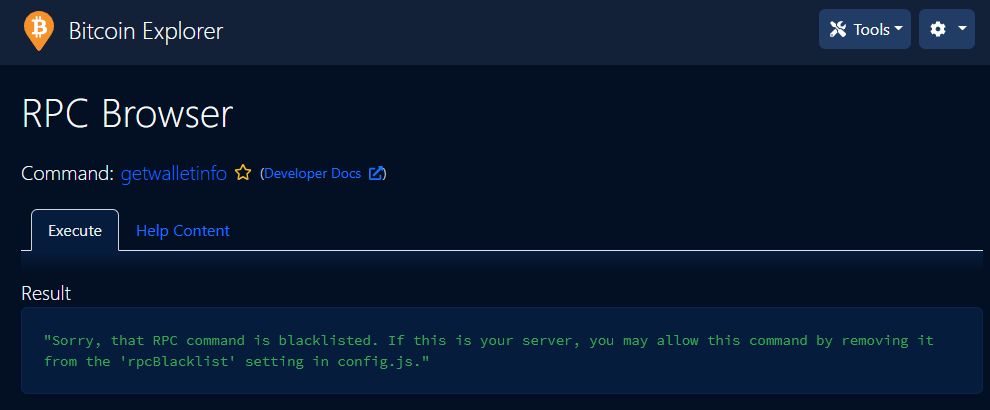 Bitcoin Explorer
Tools
RPC Browser
Command: getwalletinfo (Developer Docs )
Execute
Help Content
Result
"Sorry, that RPC command is blacklisted. If this is your server, you may allow this command by removing it
from the 'rpcBlacklist' setting in config.js."